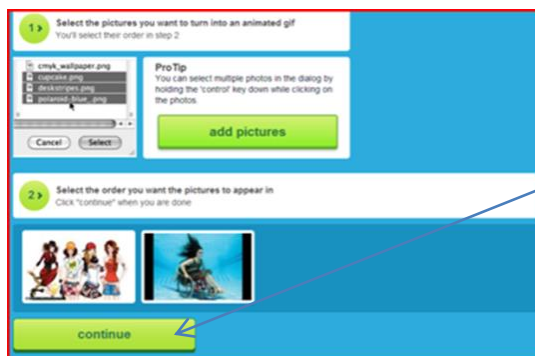 1 > Select the pictures you want to turn into an animated gif
You'll select their order in step 2
cmyk_wallpaper.png
cupcake.png
deskstripes.png
polaroid-blue_.png
Cancel Select
Pro Tip
You can select multiple photos in the dialog by
holding the 'control' key down while clicking on
the photos.
add pictures
2 > Select the order you want the pictures to appear in
Click "continue" when you are done
continue